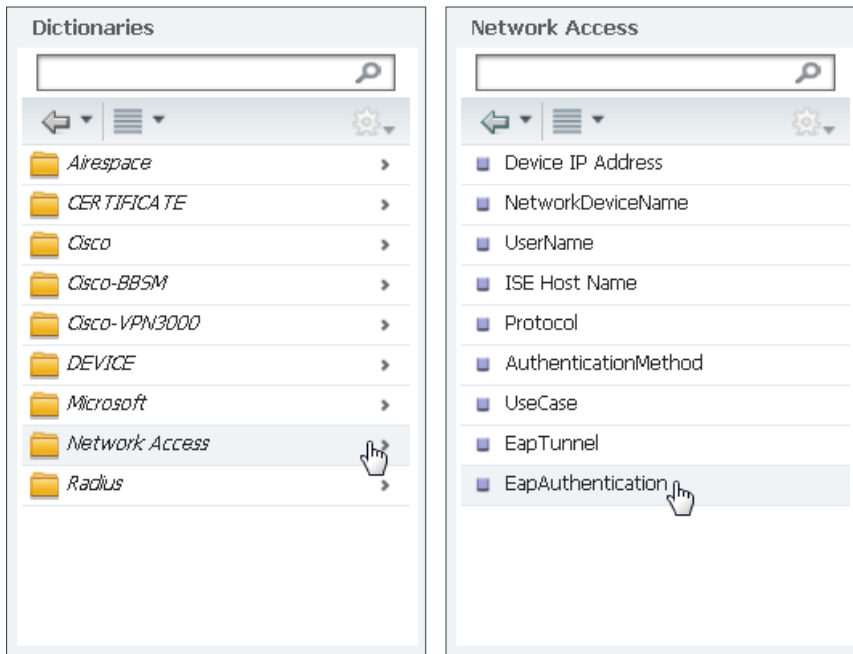 Dictionaries
Airespace
CERTIFICATE
Cisco
Cisco-BBSM
Cisco-VPN3000
DEVICE
Microsoft
Network Access
Radius
Network Access
Device IP Address
NetworkDeviceName
UserName
ISE Host Name
Protocol
AuthenticationMethod
UseCase
EapTunnel
EapAuthentication